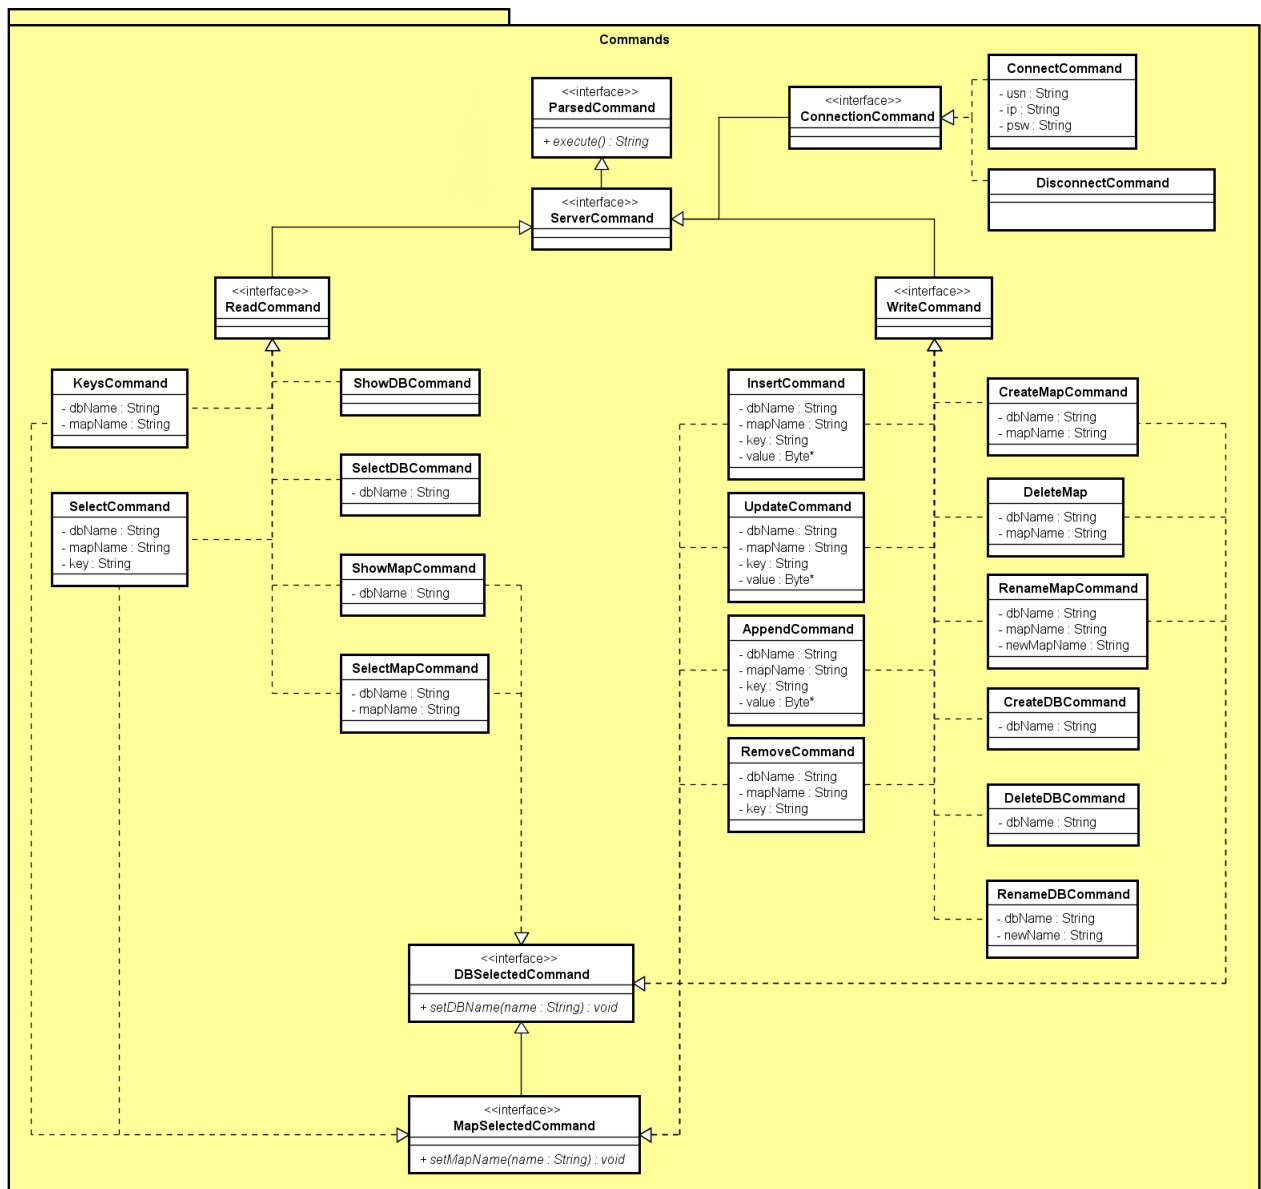 Commands
<<interface>>
ParsedCommand
+ execute() : String
<<interface>>
ConnectionCommand
ConnectCommand
- usn : String
- ip : String
- psw : String
DisconnectCommand
<<interface>>
ServerCommand
<<interface>>
ReadCommand
<<interface>>
WriteCommand
KeysCommand
- dbName : String
- mapName : String
ShowDBCommand
SelectDBCommand
- dbName : String
SelectCommand
- dbName : String
- mapName : String
- key : String
ShowMapCommand
- dbName : String
SelectMapCommand
- dbName : String
- mapName : String
InsertCommand
- dbName : String
- mapName : String
- key : String
- value : Byte*
UpdateCommand
- dbName : String
- mapName : String
- key : String
- value : Byte*
AppendCommand
- dbName : String
- mapName : String
- key : String
- value : Byte*
RemoveCommand
- dbName : String
- mapName : String
- key : String
CreateMapCommand
- dbName : String
- mapName : String
DeleteMap
- dbName : String
- mapName : String
RenameMapCommand
- dbName : String
- mapName : String
- newMapName : String
CreateDBCommand
- dbName : String
DeleteDBCommand
- dbName : String
RenameDBCommand
- dbName : String
- newName : String
<<interface>>
DBSelectedCommand
+ setDBName(name : String) : void
<<interface>>
MapSelectedCommand
+ setMapName(name : String) : void